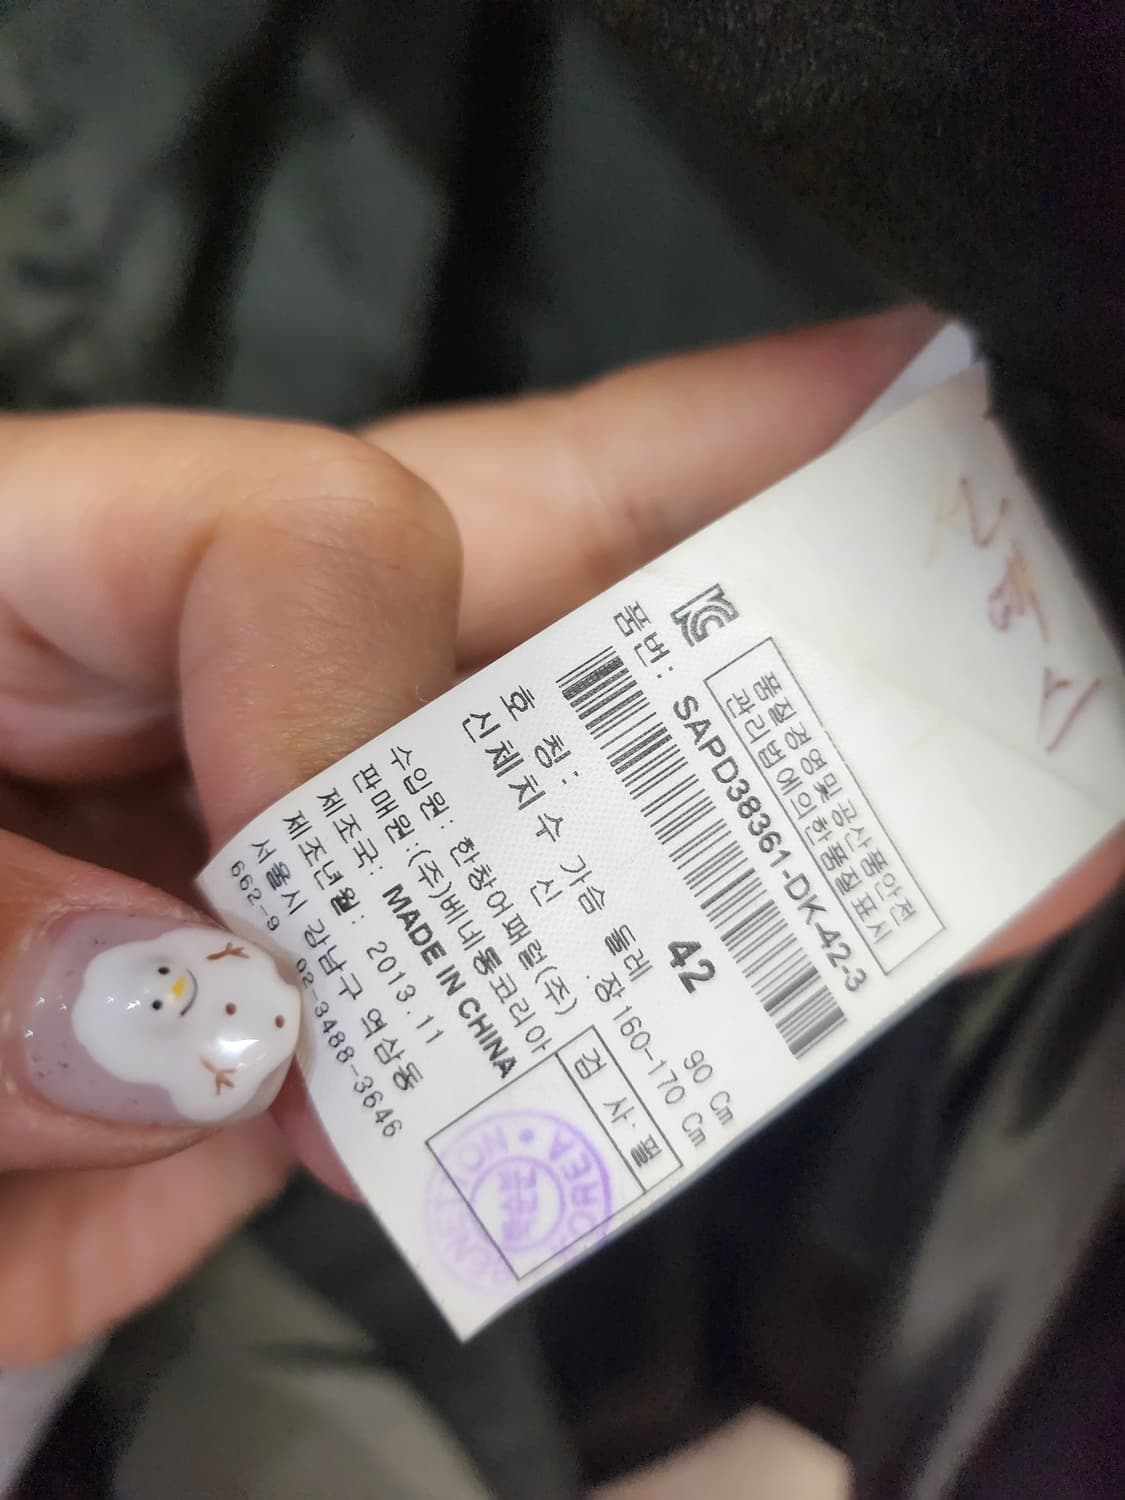 품질경영및공산품안전
관리법에의한품질표시
품번: SAPD38361-DK-42-3
호 칭: 42
신체치수 가슴 둘레 90 Cm
신 장 160-170 Cm
수입원: 한창어패럴(주)
판매원:(주)베네통코리아
제조국: MADE IN CHINA
제조년월: 2013.11
서울시 강남구 역삼동
662-9 02-3488-3646
검 사 필
KOREA